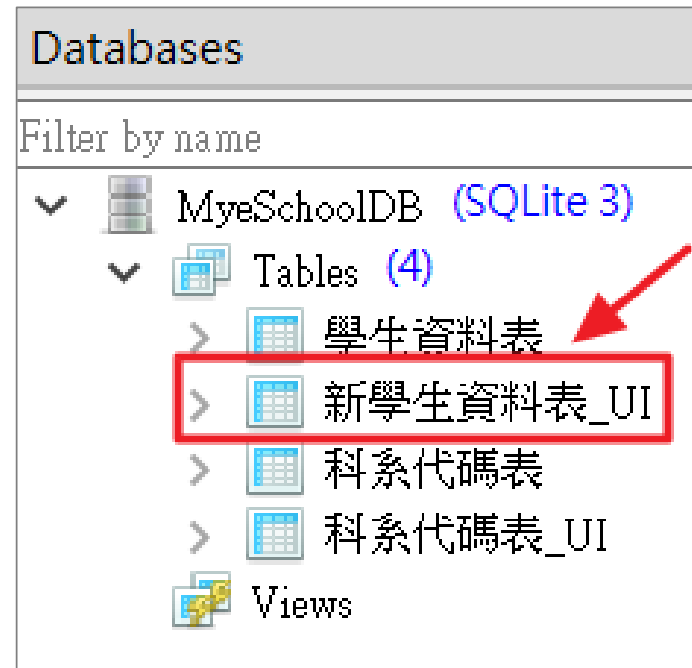 Databases
Filter by name
MyeSchoolDB (SQLite 3)
Tables (4)
學生資料表
新學生資料表_UI
科系代碼表
科系代碼表_UI
Views